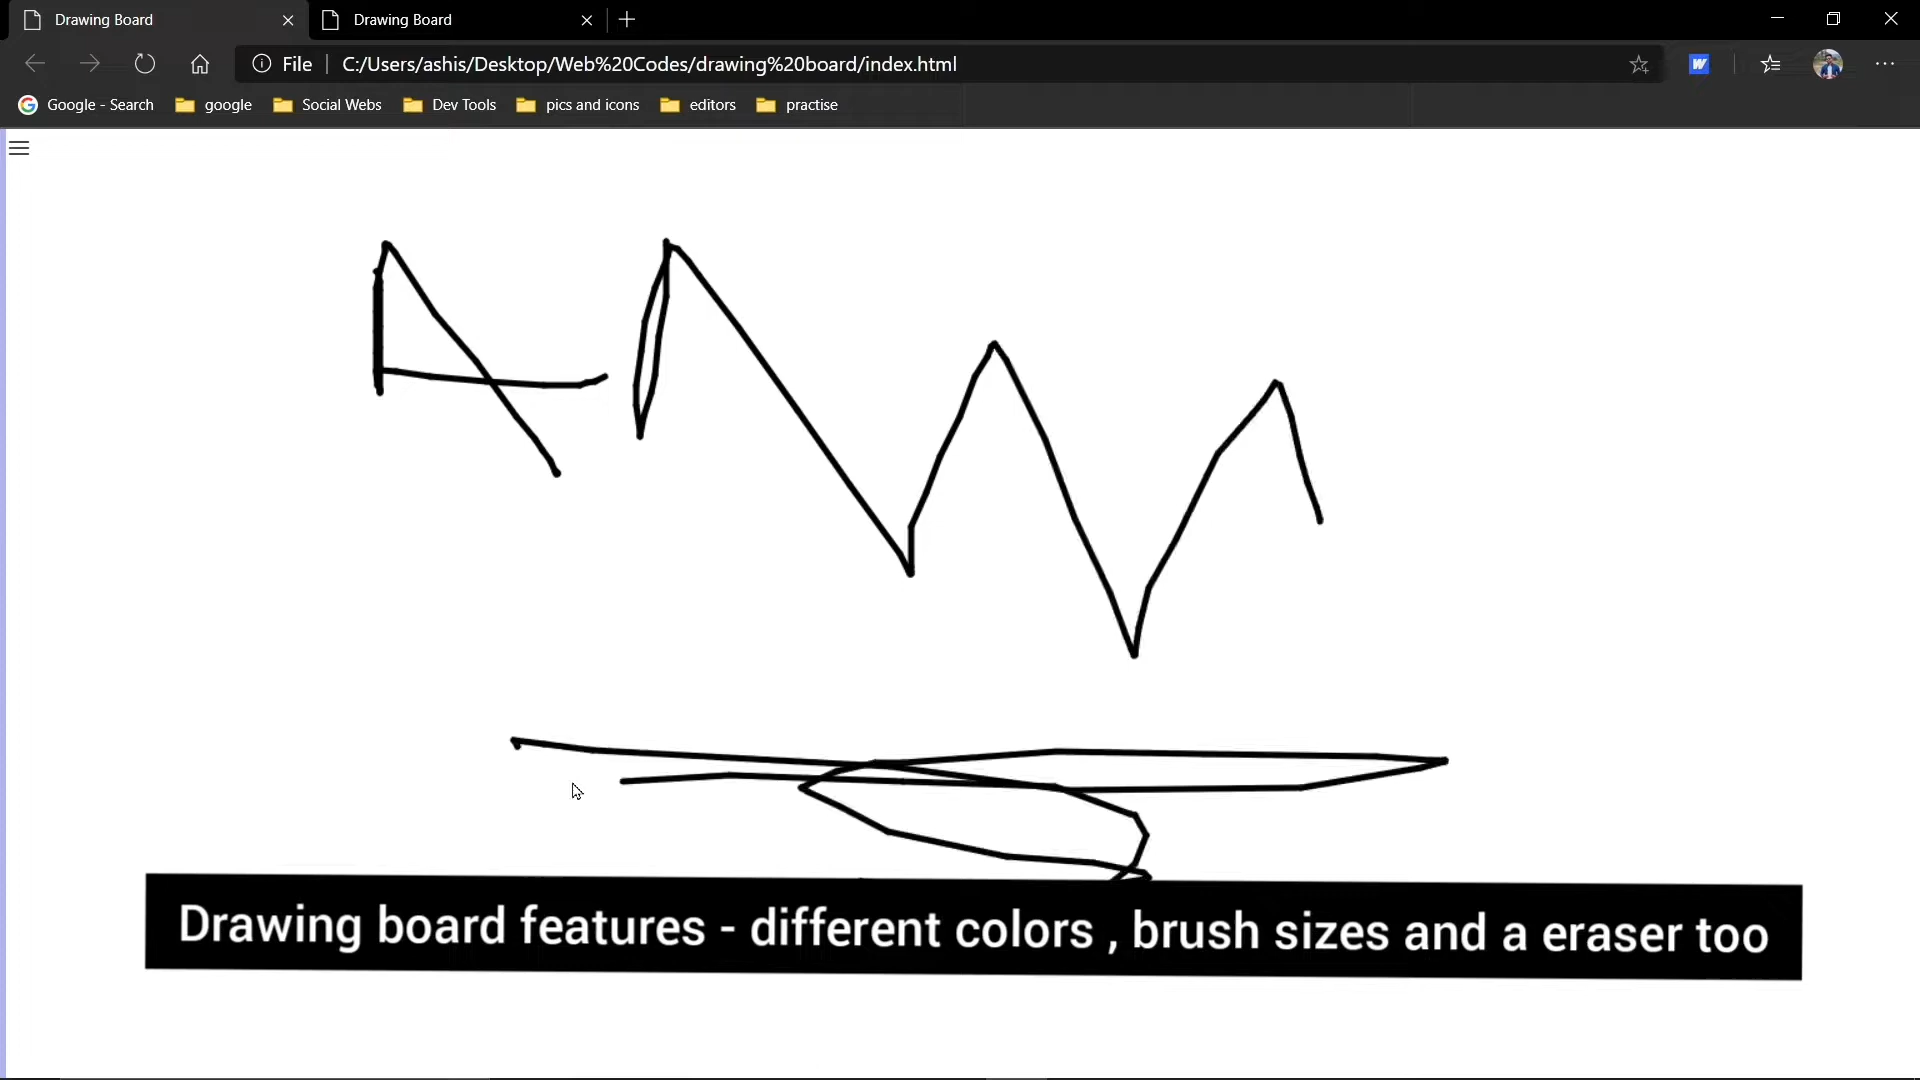 Drawing Board
Drawing Board
File
C:/Users/ashis/Desktop/Web%20Codes/drawing%20board/index.html
W
G Google - Search
google
Social Webs
Dev Tools
pics and icons
editors
practise
Drawing board features - different colors , brush sizes and a eraser too